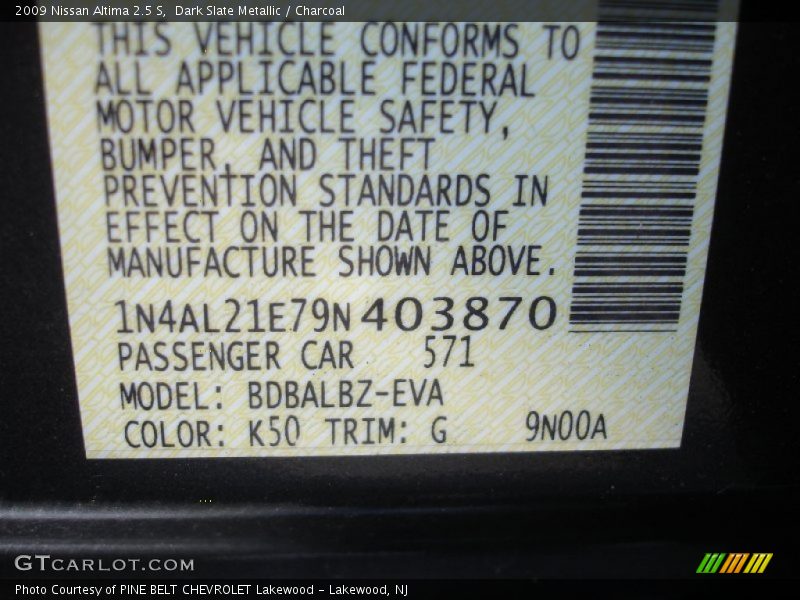 2009 Nissan Altima 2.5 S, Dark Slate Metallic / Charcoal
THIS VEHICLE CONFORMS TO
ALL APPLICABLE FEDERAL
MOTOR VEHICLE SAFETY,
BUMPER, AND THEFT
PREVENTION STANDARDS IN
EFFECT ON THE DATE OF
MANUFACTURE SHOWN ABOVE.
1N4AL21E79N403870
PASSENGER CAR 571
MODEL: BDBALBZ-EVA
COLOR: K50 TRIM: G 9N00A
GTCARLOT.COM
Photo Courtesy of PINE BELT CHEVROLET Lakewood - Lakewood, NJ